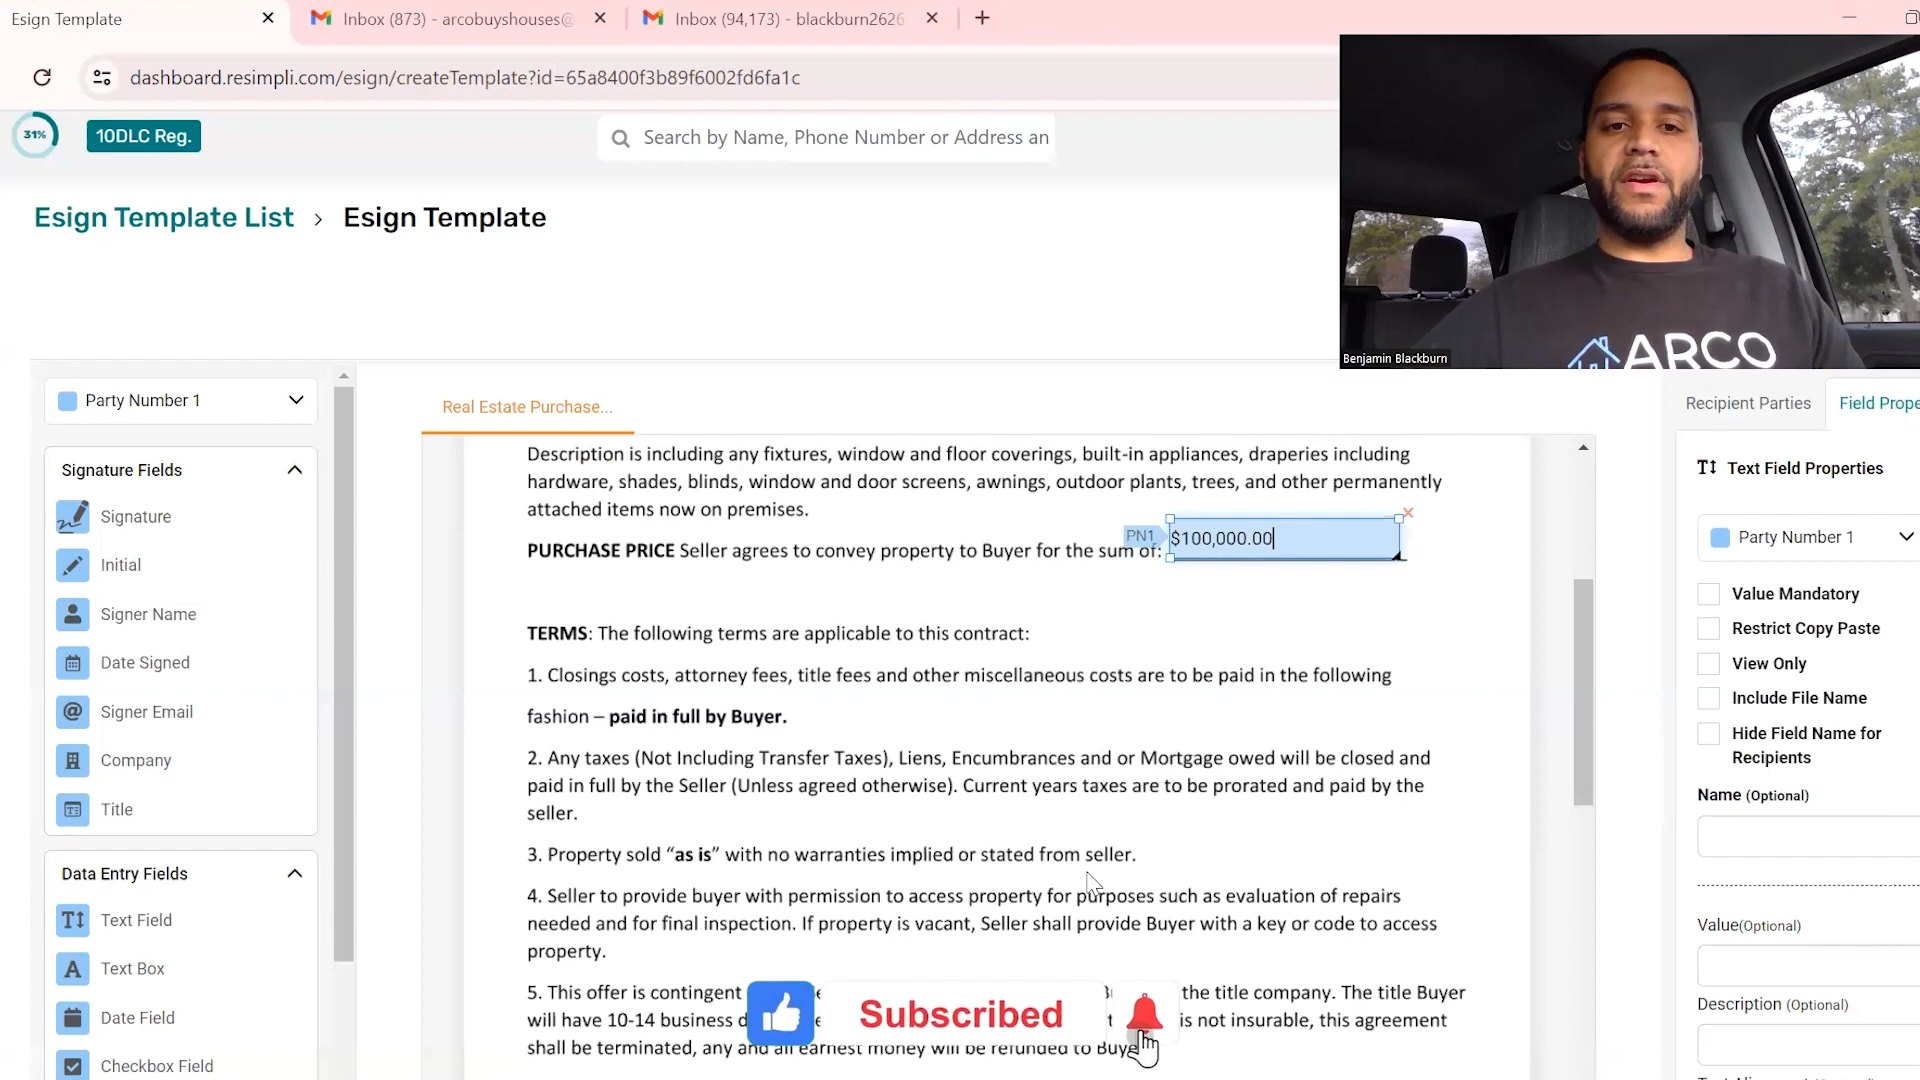 Esign Template
Inbox (873) - arcobuyshouses@
Inbox (94,173) - blackburn2626
dashboard.resimpli.com/esign/createTemplate?id=65a8400f3b89f6002fd6fa1c
31%
10DLC Reg.
Search by Name, Phone Number or Address an
Esign Template List › Esign Template
ARCO
Benjamin Blackburn
Party Number 1
Signature Fields
Signature
Initial
Signer Name
Date Signed
Signer Email
Company
Title
Data Entry Fields
Text Field
Text Box
Date Field
Checkbox Field
Real Estate Purchase...
Description is including any fixtures, window and floor coverings, built-in appliances, draperies including
hardware, shades, blinds, window and door screens, awnings, outdoor plants, trees, and other permanently
attached items now on premises.
PURCHASE PRICE Seller agrees to convey property to Buyer for the sum of:
PN1
$100,000.00
TERMS: The following terms are applicable to this contract:
1. Closings costs, attorney fees, title fees and other miscellaneous costs are to be paid in the following
fashion – paid in full by Buyer.
2. Any taxes (Not Including Transfer Taxes), Liens, Encumbrances and or Mortgage owed will be closed and
paid in full by the Seller (Unless agreed otherwise). Current years taxes are to be prorated and paid by the
seller.
3. Property sold “as is” with no warranties implied or stated from seller.
4. Seller to provide buyer with permission to access property for purposes such as evaluation of repairs
needed and for final inspection. If property is vacant, Seller shall provide Buyer with a key or code to access
property.
5. This offer is contingent the title company. The title Buyer
will have 10-14 business is not insurable, this agreement
shall be terminated, any and all earnest money will be refunded to Buye
Subscribed
Recipient Parties
Field Prope
Text Field Properties
Party Number 1
Value Mandatory
Restrict Copy Paste
View Only
Include File Name
Hide Field Name for
Recipients
Name (Optional)
Value(Optional)
Description (Optional)